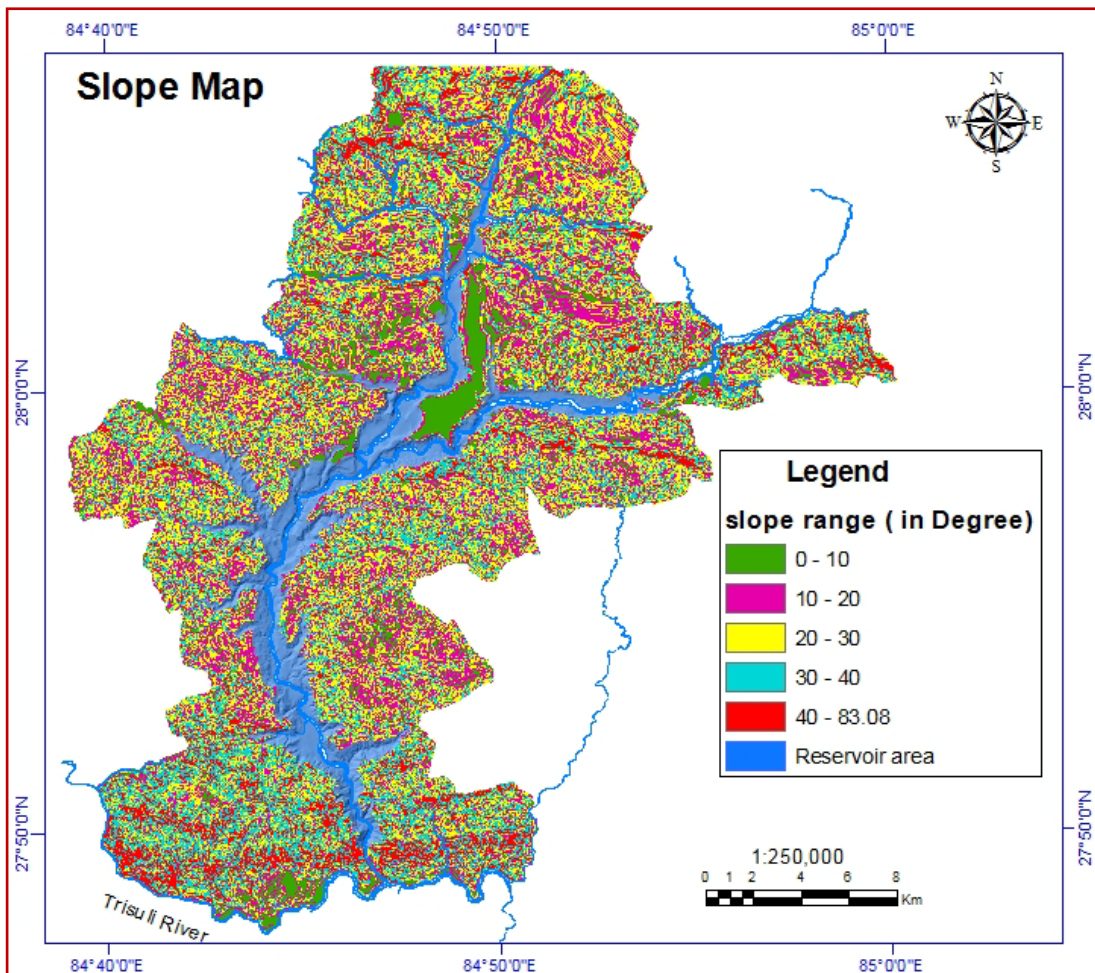 84°40'0"E
84°50'0"E
85°0'0"E
Slope Map
N
W
E
S
28°0'0"N
28°0'0"N
Legend
slope range ( in Degree)
0 - 10
10 - 20
20 - 30
30 - 40
40 - 83.08
Reservoir area
27°50'0"N
27°50'0"N
1:250,000
0 1 2 4 6 8
Km
Trisuli River
84°40'0"E
84°50'0"E
85°0'0"E